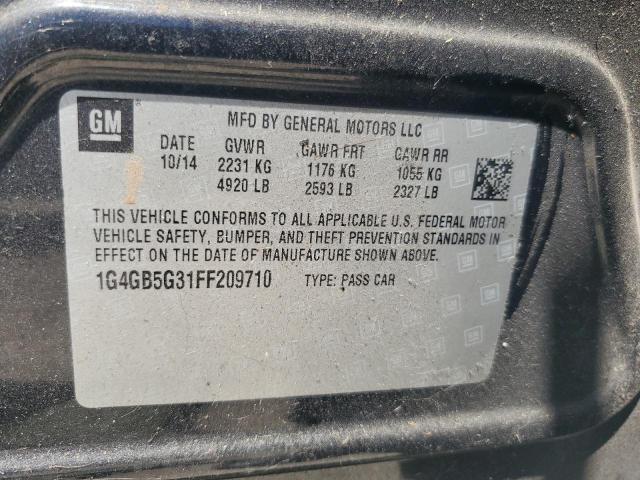 GM
MFD BY GENERAL MOTORS LLC
DATE GVWR GAWR FRT GAWR RR
10/14 2231 KG 1176 KG 1055 KG
4920 LB 2593 LB 2327 LB
THIS VEHICLE CONFORMS TO ALL APPLICABLE U.S. FEDERAL MOTOR
VEHICLE SAFETY, BUMPER, AND THEFT PREVENTION STANDARDS IN
EFFECT ON THE DATE OF MANUFACTURE SHOWN ABOVE.
1G4GB5G31FF209710 TYPE: PASS CAR